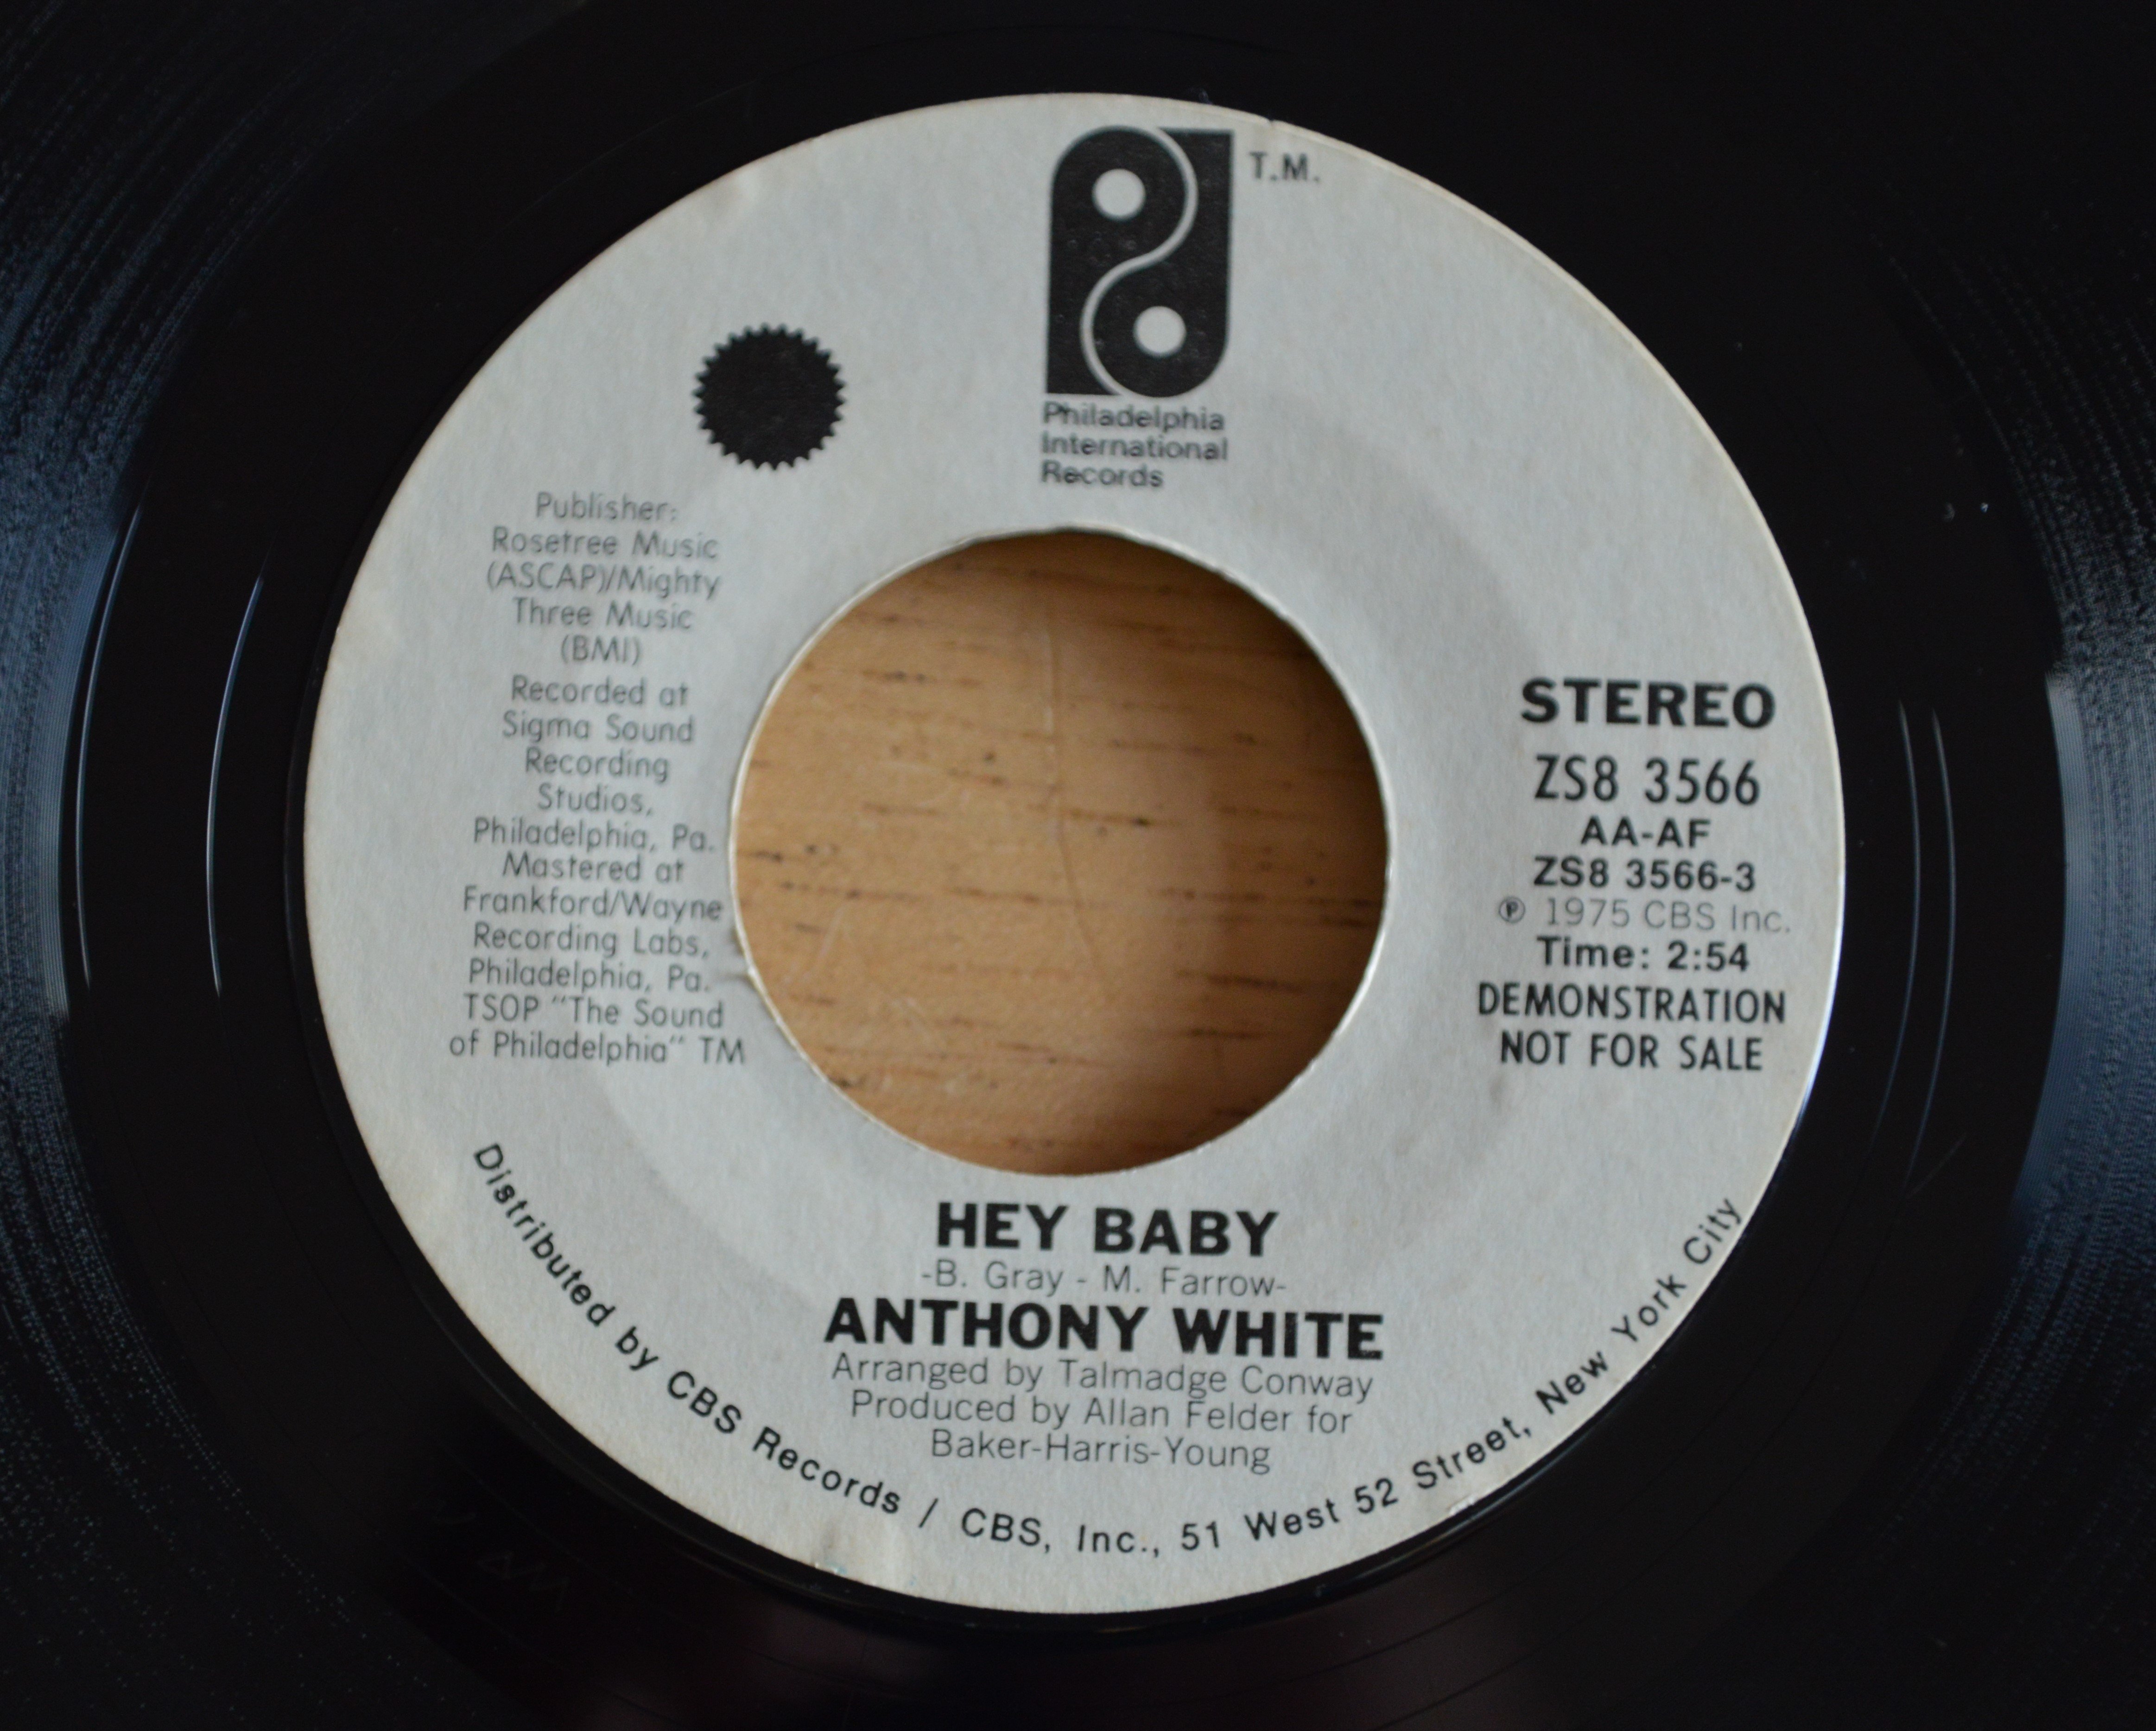 T.M.
Philadelphia
International
Records
Publisher:
Rosetree Music
(ASCAP)/Mighty
Three Music
(BMI)
Recorded at
Sigma Sound
Recording
Studios,
Philadelphia, Pa.
Mastered at
Frankford/Wayne
Recording Labs,
Philadelphia, Pa.
TSOP "The Sound
of Philadelphia" TM
STEREO
ZS8 3566
AA-AF
ZS8 3566-3
℗ 1975 CBS Inc.
Time: 2:54
DEMONSTRATION
NOT FOR SALE
HEY BABY
-B. Gray - M. Farrow-
ANTHONY WHITE
Arranged by Talmadge Conway
Produced by Allan Felder for
Baker-Harris-Young
Distributed by CBS Records / CBS, Inc., 51 West 52 Street, New York City